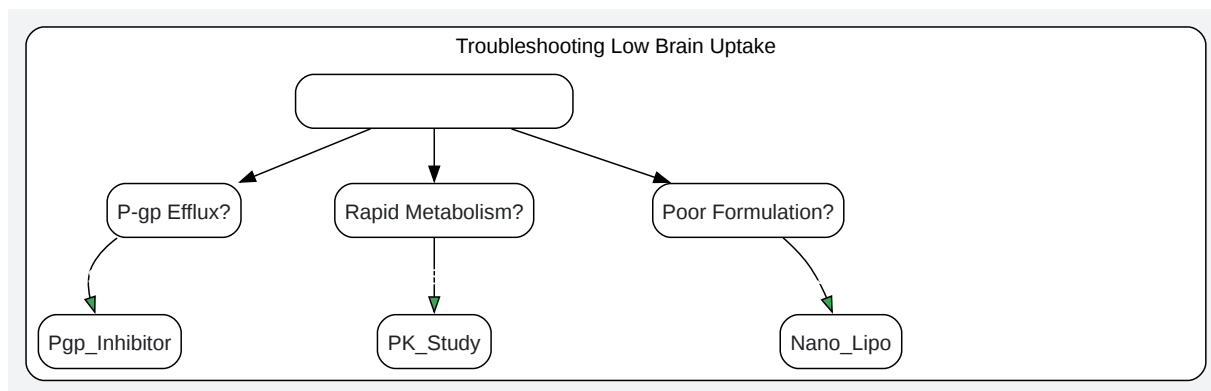 Troubleshooting Low Brain Uptake
P-gp Efflux?
Rapid Metabolism?
Poor Formulation?
Pgp_Inhibitor
PK_Study
Nano_Lipo